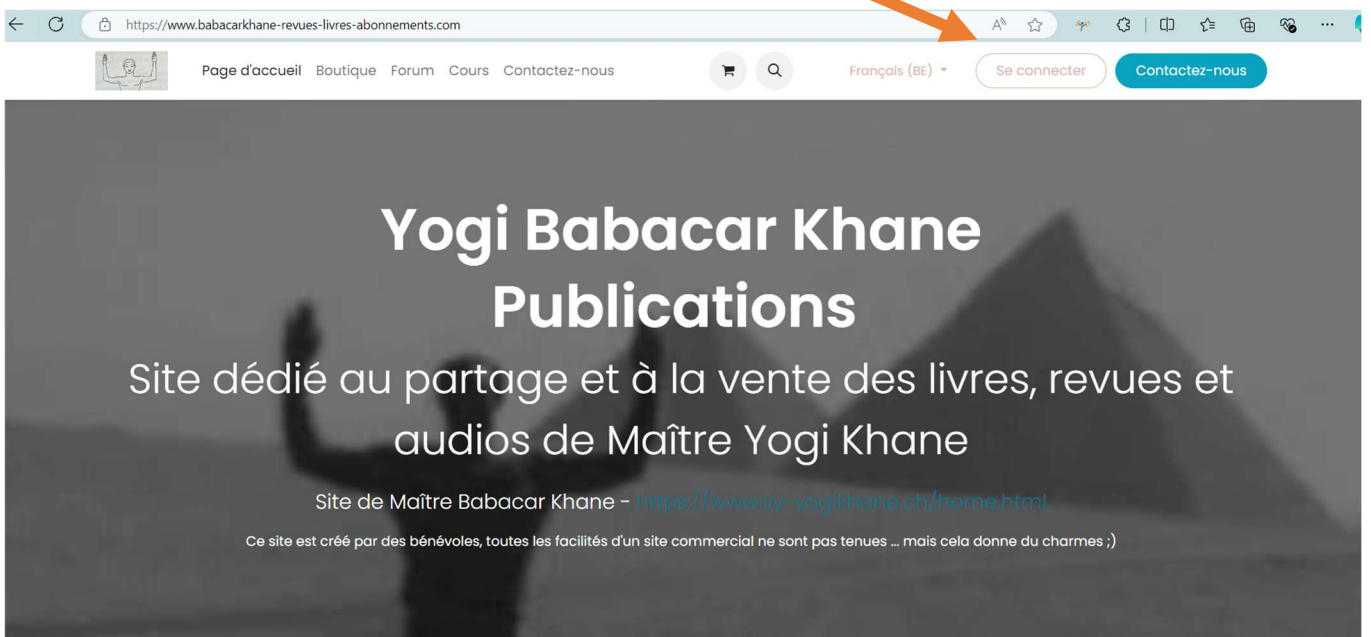 https://www.babacarkhane-revues-livres-abonnements.com
Page d'accueil Boutique Forum Cours Contactez-nous Français (BE) Se connecter Contactez-nous
Yogi Babacar Khane
Publications
Site dédié au partage et à la vente des livres, revues et
audios de Maître Yogi Khane
Site de Maître Babacar Khane - https://www.iiy-yogikhane.ch/home.html
Ce site est créé par des bénévoles, toutes les facilités d'un site commercial ne sont pas tenues ... mais cela donne du charmes ;)